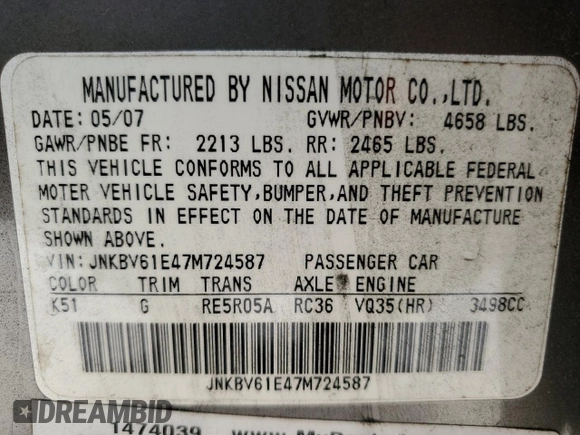 MANUFACTURED BY NISSAN MOTOR CO.,LTD.
DATE: 05/07 GVWR/PNBV: 4658 LBS.
GAWR/PNBE FR: 2213 LBS. RR: 2465 LBS.
THIS VEHICLE CONFORMS TO ALL APPLICABLE FEDERAL
MOTOR VEHICLE SAFETY,BUMPER,AND THEFT PREVENTION
STANDARDS IN EFFECT ON THE DATE OF MANUFACTURE
SHOWN ABOVE.
VIN: JNKBV61E47M724587 PASSENGER CAR
COLOR TRIM TRANS AXLE ENGINE
K51 G RE5R05A RC36 VQ35(HR) 3498CC
JNKBV61E47M724587
DREAMBID
1474039